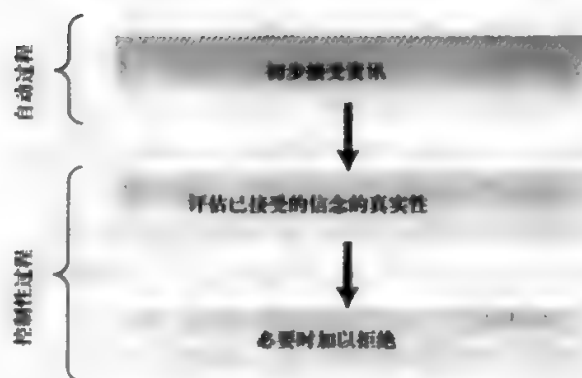 自动过程
初步接受资讯
评估已接受的信念的真实性
控制性过程
必要时加以拒绝